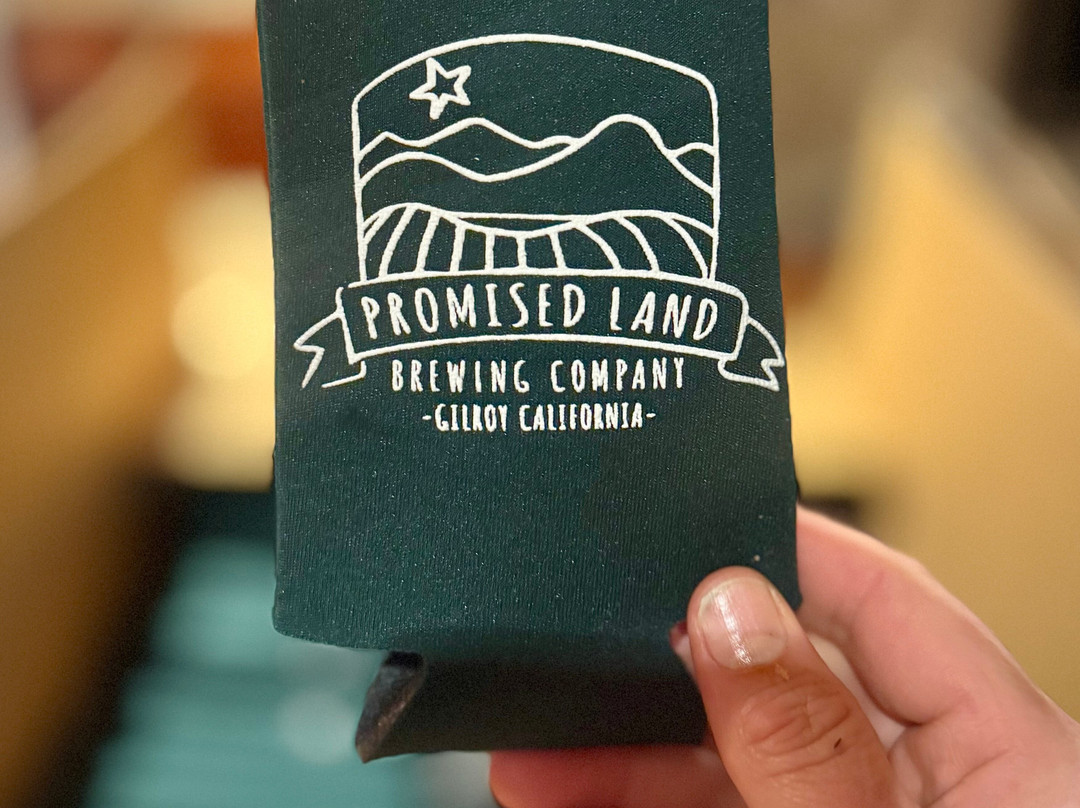 PROMISED LAND
BREWING COMPANY
-GILROY CALIFORNIA-